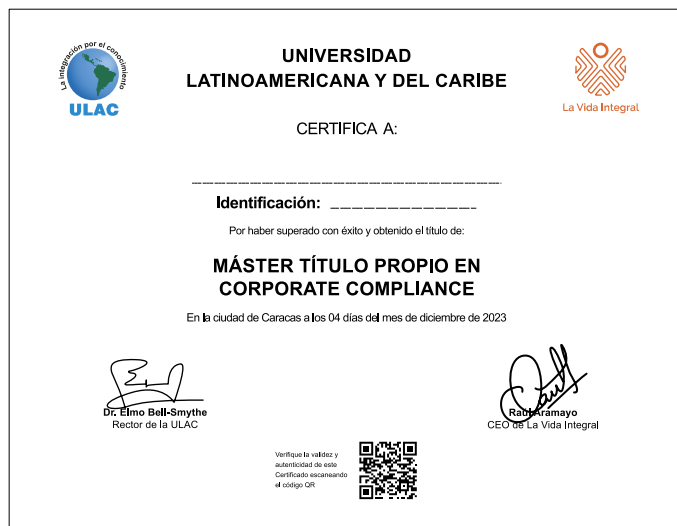 La integración por el conocimiento
ULAC
UNIVERSIDAD
LATINOAMERICANA Y DEL CARIBE
La Vida Integral
CERTIFICA A:
Identificación:
Por haber superado con éxito y obtenido el título de:
MÁSTER TÍTULO PROPIO EN
CORPORATE COMPLIANCE
En la ciudad de Caracas a los 04 días del mes de diciembre de 2023
Dr. Elmo Bell-Smythe
Rector de la ULAC
Raúl Aramayo
CEO de La Vida Integral
Verifique la validez y
autenticidad de este
Certificado escaneando
el código QR